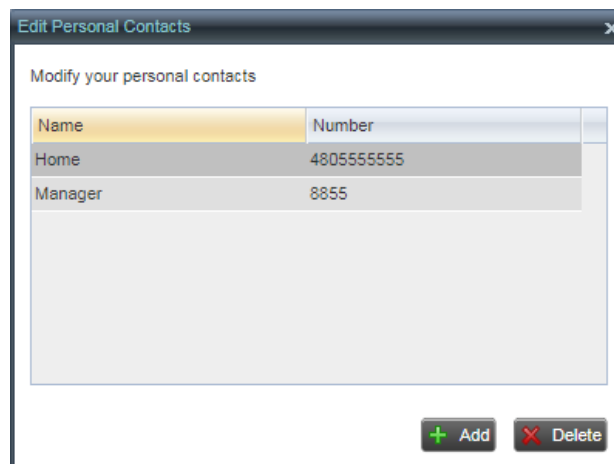 Edit Personal Contacts x
Modify your personal contacts
Name Number
Home 4805555555
Manager 8855
Add Delete